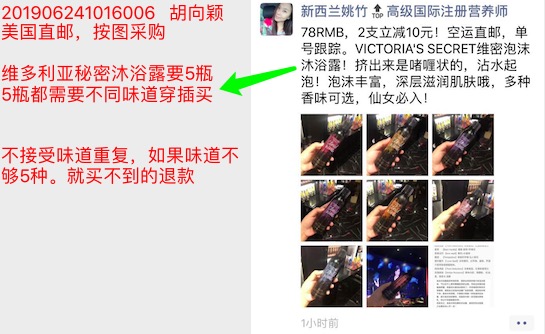 201906241016006 胡向颖
美国直邮，按图采购
维多利亚秘密沐浴露要5瓶
5瓶都需要不同味道穿插买
不接受味道重复，如果味道不
够5种。就买不到的退款
新西兰姚竹 高级国际注册营养师
78RMB，2支立减10元！空运直邮，单
号跟踪。VICTORIA'S SECRET维密泡沫
沐浴露！挤出来是啫喱状的，沾水起
泡！泡沫丰富，深层滋润肌肤哦，多种
香味可选，仙女必入！
1小时前